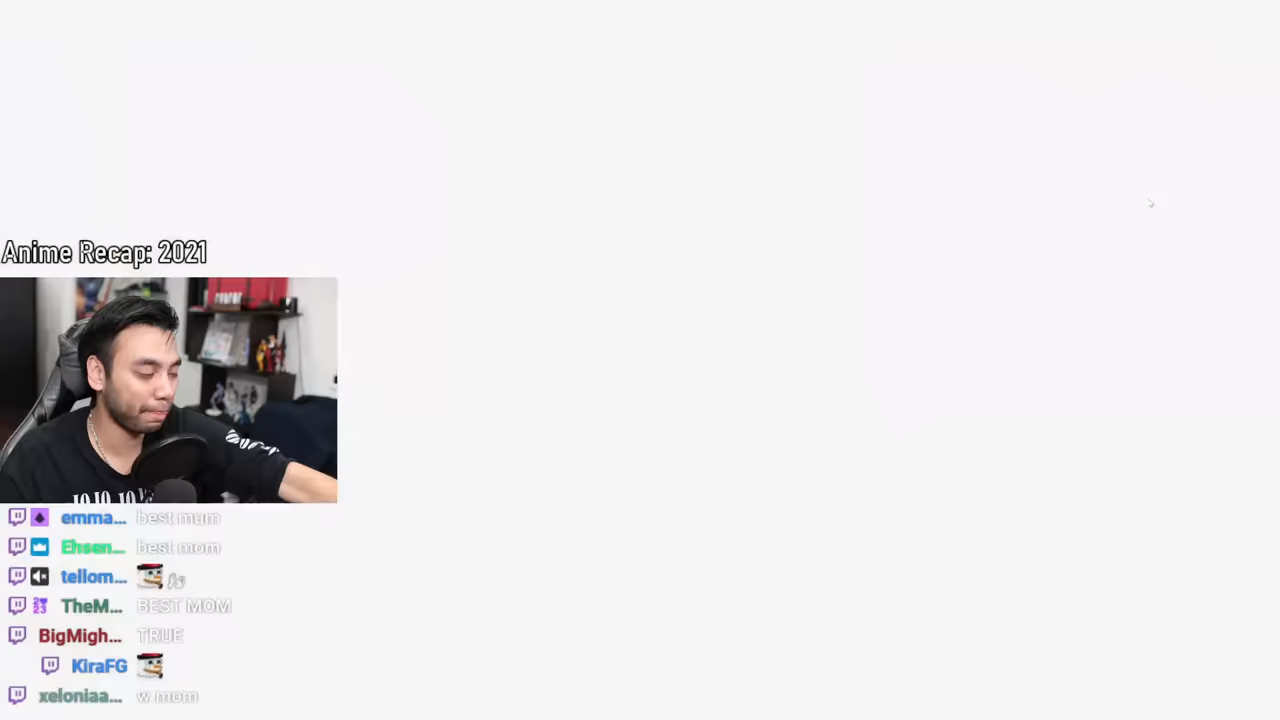 Anime Recap: 2021
emma... best mum
Ehsen... best mom
tellom...
TheM... BEST MOM
BigMigh... TRUE
KiraFG
xeloniaa... w mom